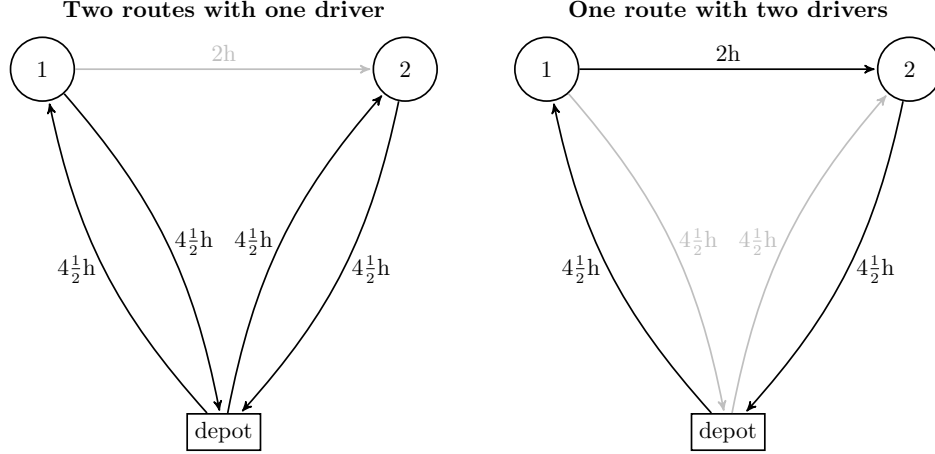 Two routes with one driver
2h
1
2
4½h
4½h
4½h
4½h
depot
One route with two drivers
2h
1
2
4½h
4½h
4½h
4½h
depot